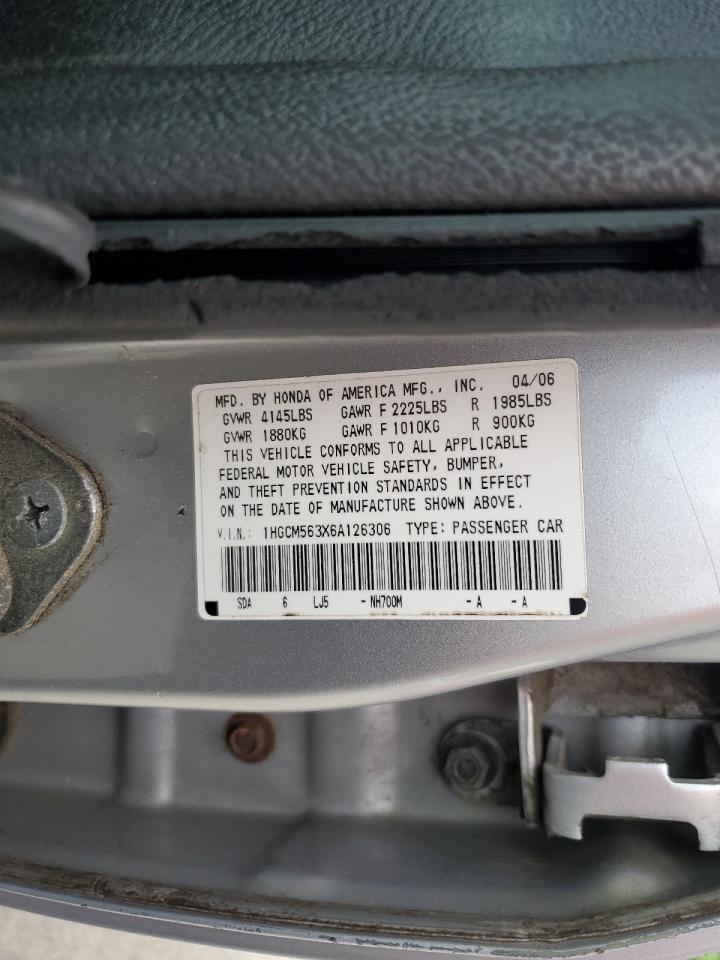 MFD. BY HONDA OF AMERICA MFG., INC. 04/06
GVWR 4145LBS GAWR F 2225LBS R 1985LBS
GVWR 1880KG GAWR F 1010KG R 900KG
THIS VEHICLE CONFORMS TO ALL APPLICABLE
FEDERAL MOTOR VEHICLE SAFETY, BUMPER,
AND THEFT PREVENTION STANDARDS IN EFFECT
ON THE DATE OF MANUFACTURE SHOWN ABOVE.
V.I.N.: 1HGCM563X6A126306 TYPE: PASSENGER CAR
SDA 6 LJ5 - NH700M - A - A